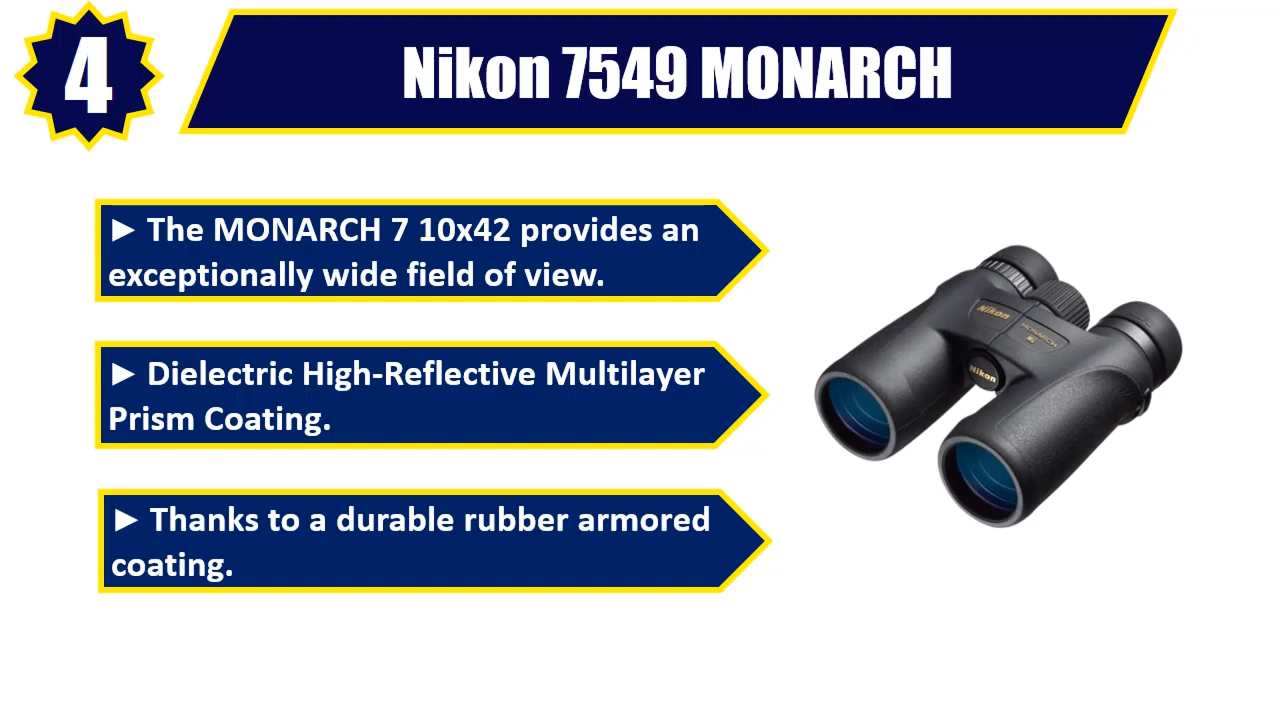 4
Nikon 7549 MONARCH
► The MONARCH 7 10x42 provides an
exceptionally wide field of view.
► Dielectric High-Reflective Multilayer
Prism Coating.
► Thanks to a durable rubber armored
coating.
Nikon
MONARCH
Nikon